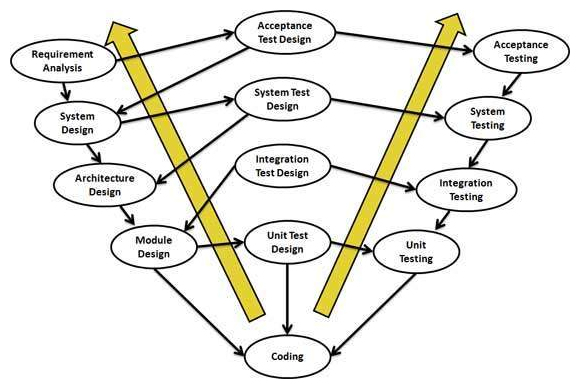 Acceptance
Test Design
Requirement
Analysis
Acceptance
Testing
System Test
Design
System
Design
System
Testing
Integration
Test Design
Architecture
Design
Integration
Testing
Unit Test
Design
Module
Design
Unit
Testing
Coding